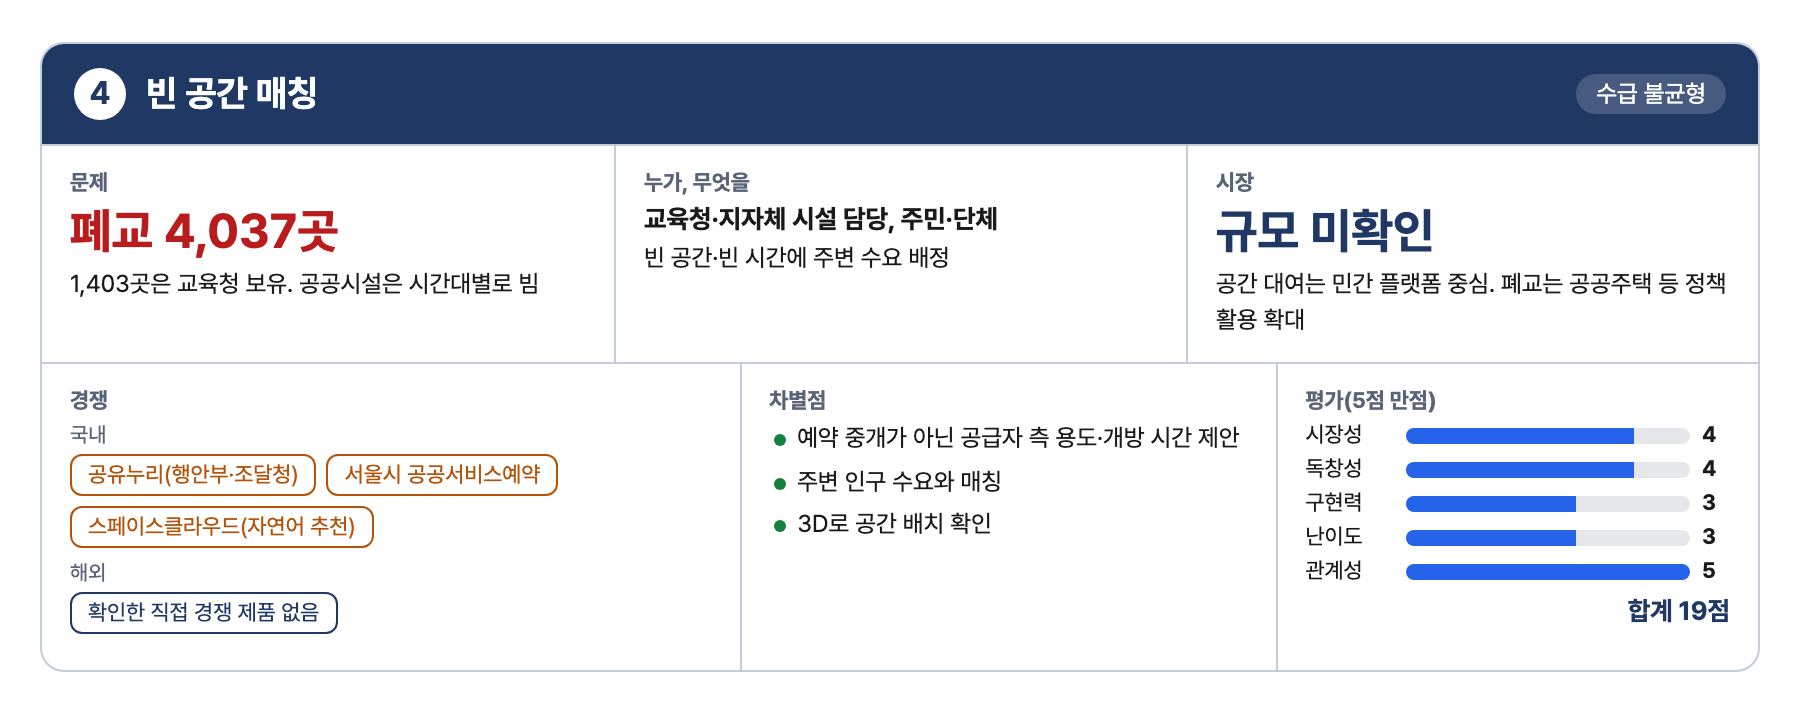 4
빈 공간 매칭
수급 불균형
문제
폐교 4,037곳
1,403곳은 교육청 보유. 공공시설은 시간대별로 빔
누가, 무엇을
교육청·지자체 시설 담당, 주민·단체
빈 공간·빈 시간에 주변 수요 배정
시장
규모 미확인
공간 대여는 민간 플랫폼 중심. 폐교는 공공주택 등 정책
활용 확대
경쟁
국내
공유누리(행안부·조달청)
서울시 공공서비스예약
스페이스클라우드(자연어 추천)
해외
확인한 직접 경쟁 제품 없음
차별점
예약 중개가 아닌 공급자 측 용도·개방 시간 제안
주변 인구 수요와 매칭
3D로 공간 배치 확인
평가(5점 만점)
시장성 4
독창성 4
구현력 3
난이도 3
관계성 5
합계 19점